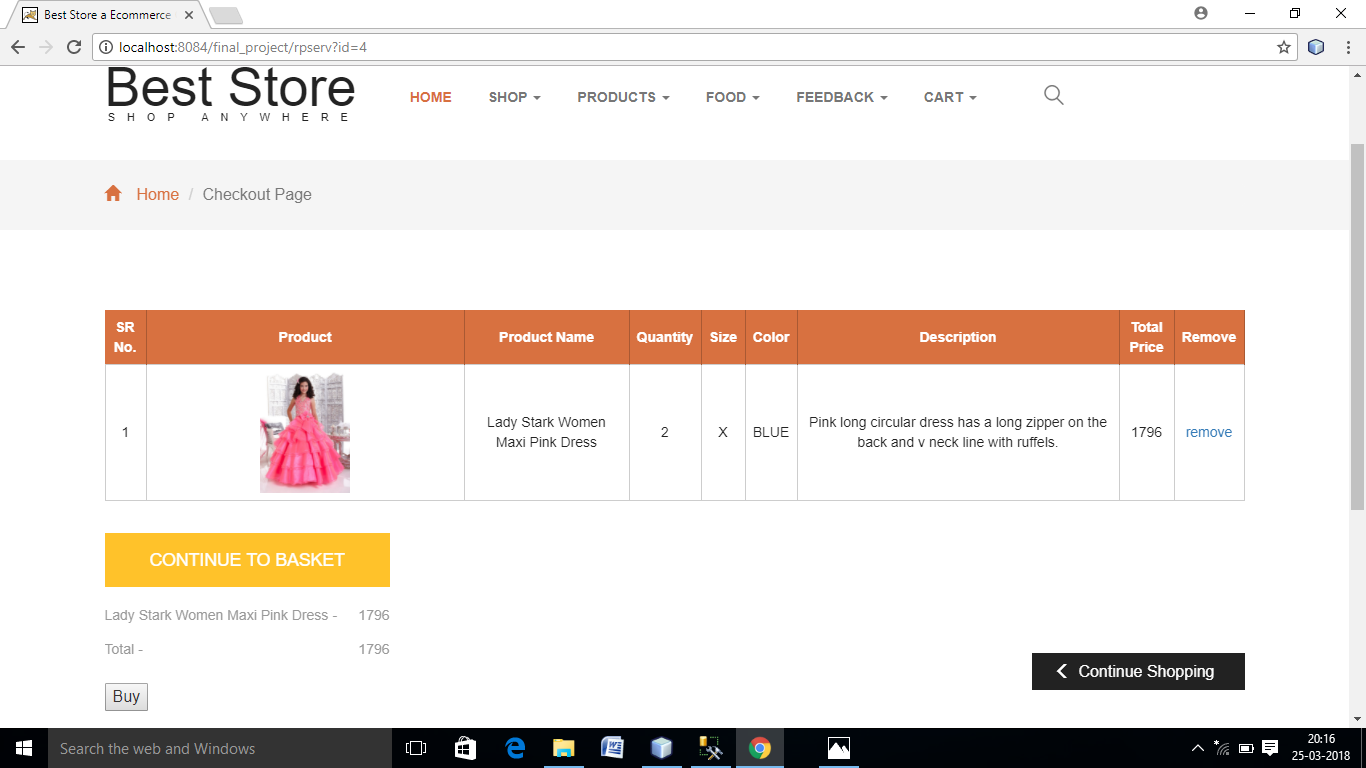 Best Store a Ecommerce
localhost:8084/final_project/rpserv?id=4
Best Store
SHOP ANYWHERE
HOME SHOP PRODUCTS FOOD FEEDBACK CART
Home / Checkout Page
SR No. Product Product Name Quantity Size Color Description Total Price Remove
1 Lady Stark Women Maxi Pink Dress 2 X BLUE Pink long circular dress has a long zipper on the back and v neck line with ruffels. 1796 remove
CONTINUE TO BASKET
Lady Stark Women Maxi Pink Dress - 1796
Total - 1796
Continue Shopping
Buy
Search the web and Windows
20:16
25-03-2018